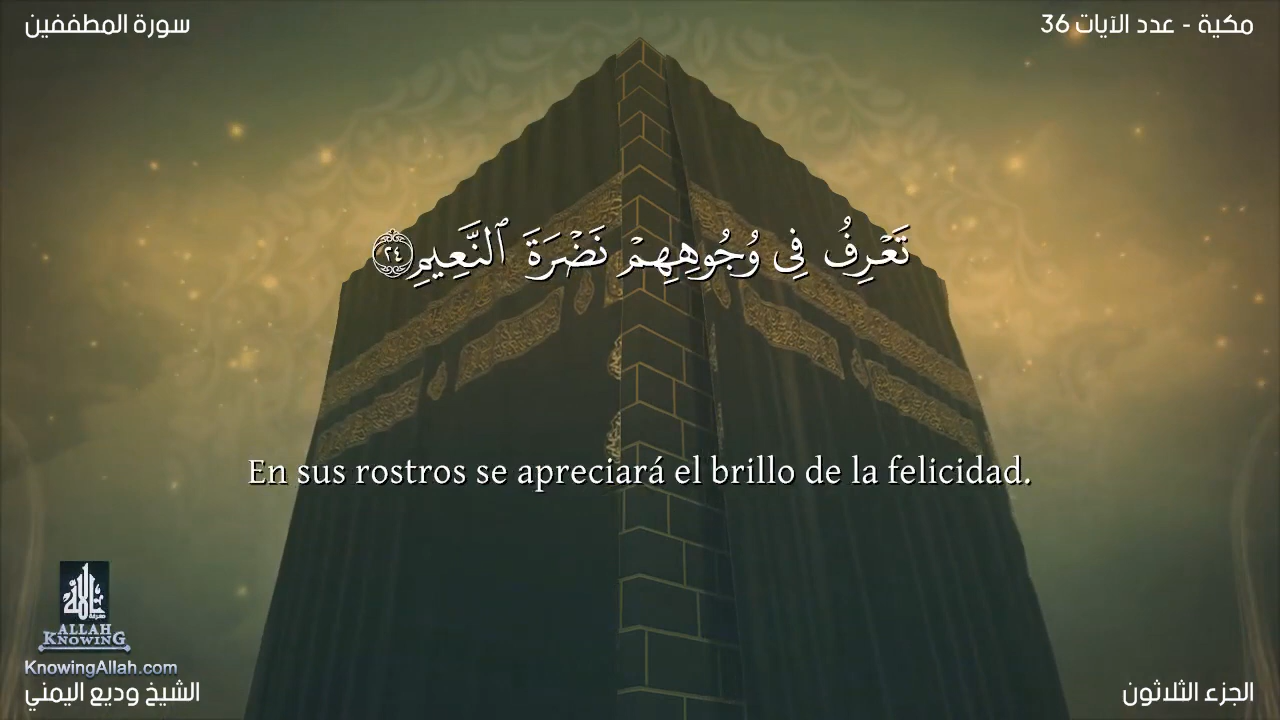 سورة المطففين
مكية - عدد الآيات 36
تَعْرِفُ فِى وُجُوهِهِمْ نَضْرَةَ ٱلنَّعِيمِ ٢٤
En sus rostros se apreciará el brillo de la felicidad.
ALLAH
KNOWING
KnowingAllah.com
الشيخ وديع اليمني
الجزء الثلاثون